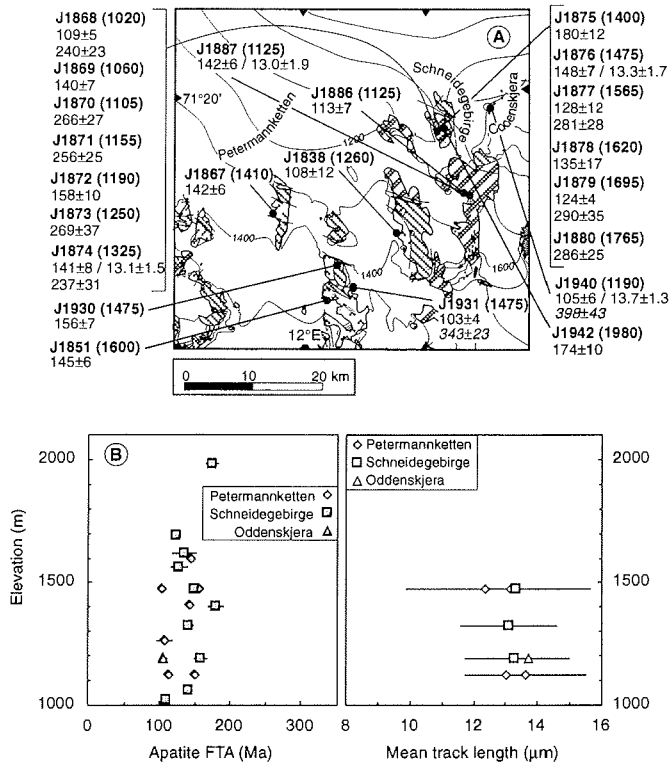 J1868 (1020)
109±5
240±23
J1869 (1060)
140±7
J1870 (1105)
266±27
J1871 (1155)
256±25
J1872 (1190)
158±10
J1873 (1250)
269±37
J1874 (1325)
141±8 / 13.1±1.5
237±31
J1930 (1475)
156±7
J1851 (1600)
145±6
A
J1887 (1125)
142±6 / 13.0±1.9
J1886 (1125)
113±7
J1838 (1260)
108±12
J1867 (1410)
142±6
J1931 (1475)
103±4
343±23
71°20'
12°E
Petermannketten
Schneidegebirge
Oddenskjera
1200
1400
1400
1600
J1875 (1400)
180±12
J1876 (1475)
148±7 / 13.3±1.7
J1877 (1565)
128±12
281±28
J1878 (1620)
135±17
J1879 (1695)
124±4
290±35
J1880 (1765)
286±25
J1940 (1190)
105±6 / 13.7±1.3
398±43
J1942 (1980)
174±10
0 10 20 km
B
Petermannketten
Schneidegebirge
Oddenskjera
2000
1500
1000
Elevation (m)
0 100 200 300
Apatite FTA (Ma)
Petermannketten
Schneidegebirge
Oddenskjera
2000
1500
1000
Elevation (m)
8 10 12 14 16
Mean track length (µm)